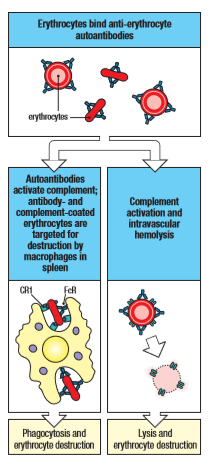 Erythrocytes bind anti-erythrocyte
autoantibodies
erythrocytes
Autoantibodies
activate complement;
antibody- and
complement-coated
erythrocytes are
targeted for
destruction by
macrophages in
spleen
CR1
FcR
Phagocytosis and
erythrocyte destruction
Complement
activation and
intravascular
hemolysis
Lysis and
erythrocyte destruction